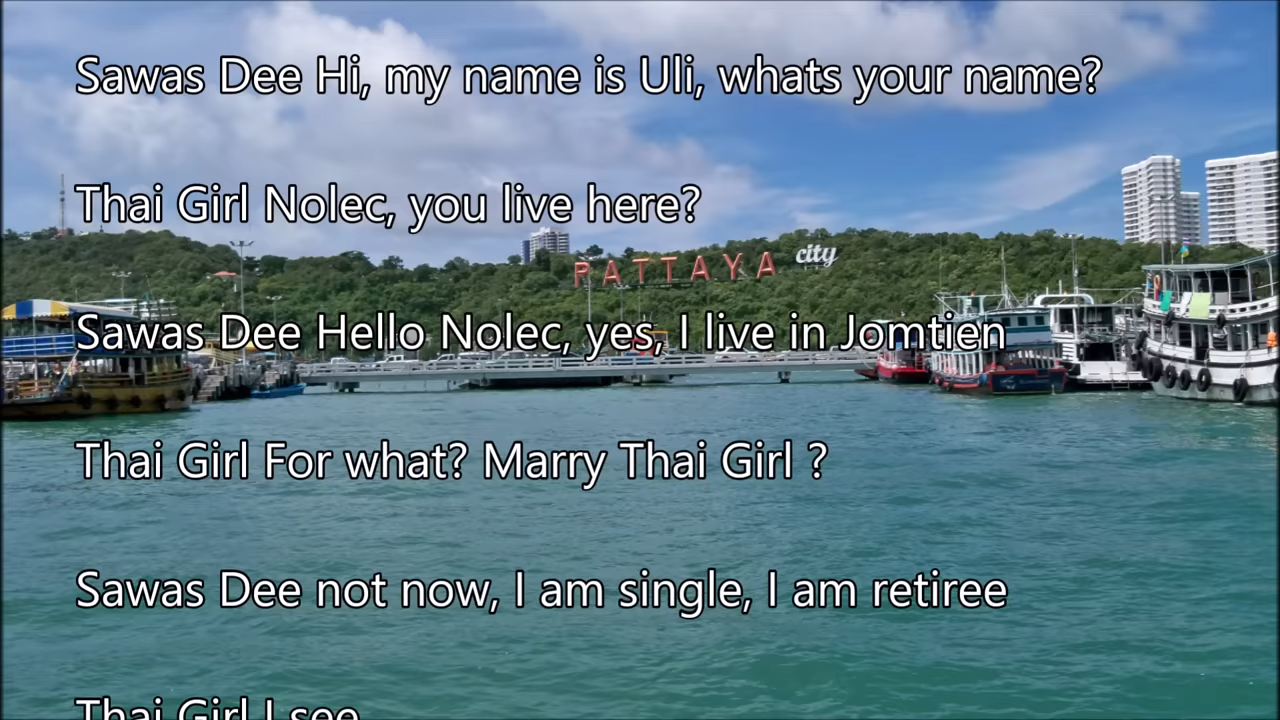 Sawas Dee Hi, my name is Uli, whats your name?
Thai Girl Nolec, you live here?
PATTAYA city
Sawas Dee Hello Nolec, yes, I live in Jomtien
Thai Girl For what? Marry Thai Girl ?
Sawas Dee not now, I am single, I am retiree
Thai Girl I see